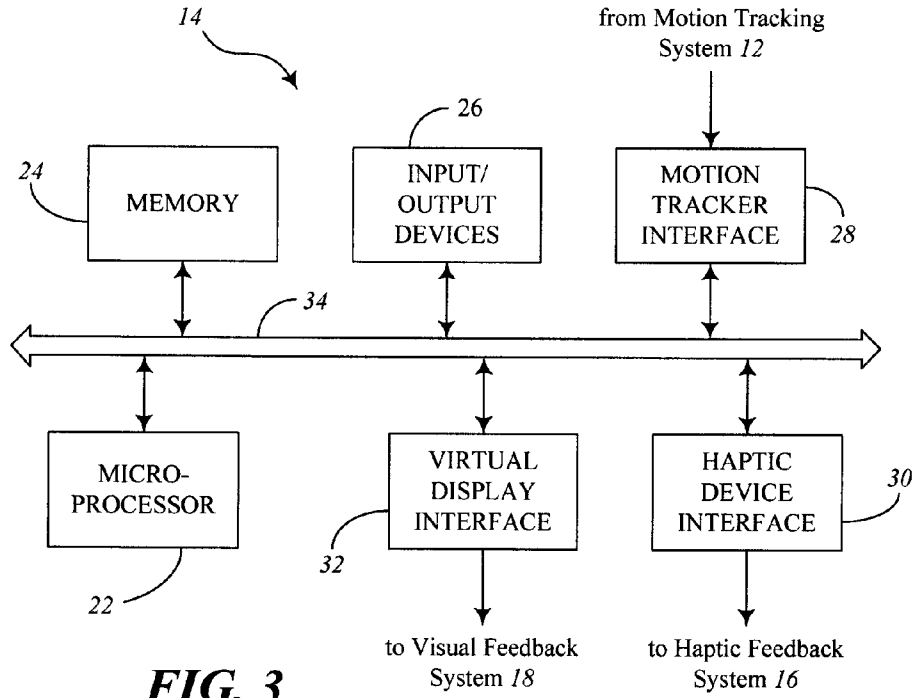 14
from Motion Tracking
System 12
26
24
MEMORY
INPUT/
OUTPUT
DEVICES
MOTION
TRACKER
INTERFACE
28
34
MICRO-
PROCESSOR
22
VIRTUAL
DISPLAY
INTERFACE
32
HAPTIC
DEVICE
INTERFACE
30
to Visual Feedback
System 18
to Haptic Feedback
System 16
FIG. 3